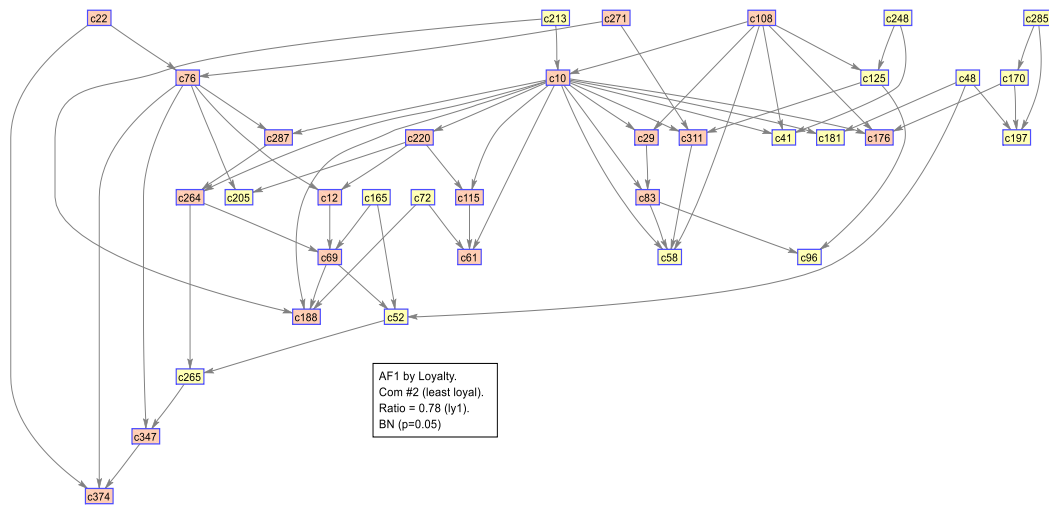 c22
c213
c271
c108
c248
c285
c76
c10
c125
c48
c170
c287
c220
c29
c311
c41
c181
c176
c197
c264
c205
c12
c165
c72
c115
c83
c69
c61
c58
c96
c188
c52
c265
AF1 by Loyalty.
Com #2 (least loyal).
Ratio = 0.78 (ly1).
BN (p=0.05)
c347
c374